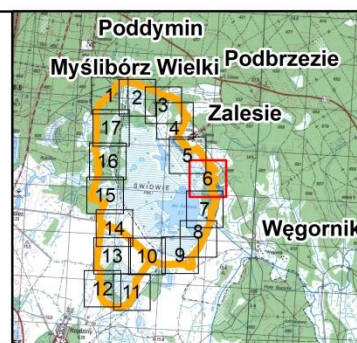 Poddymin
Podbrzezie
Myślibórz Wielki
1 2 3
Zalesie
4
17
5
16
6
ŚWIDWIE
15
7
14
8
Węgornik
13 10 9
12 11